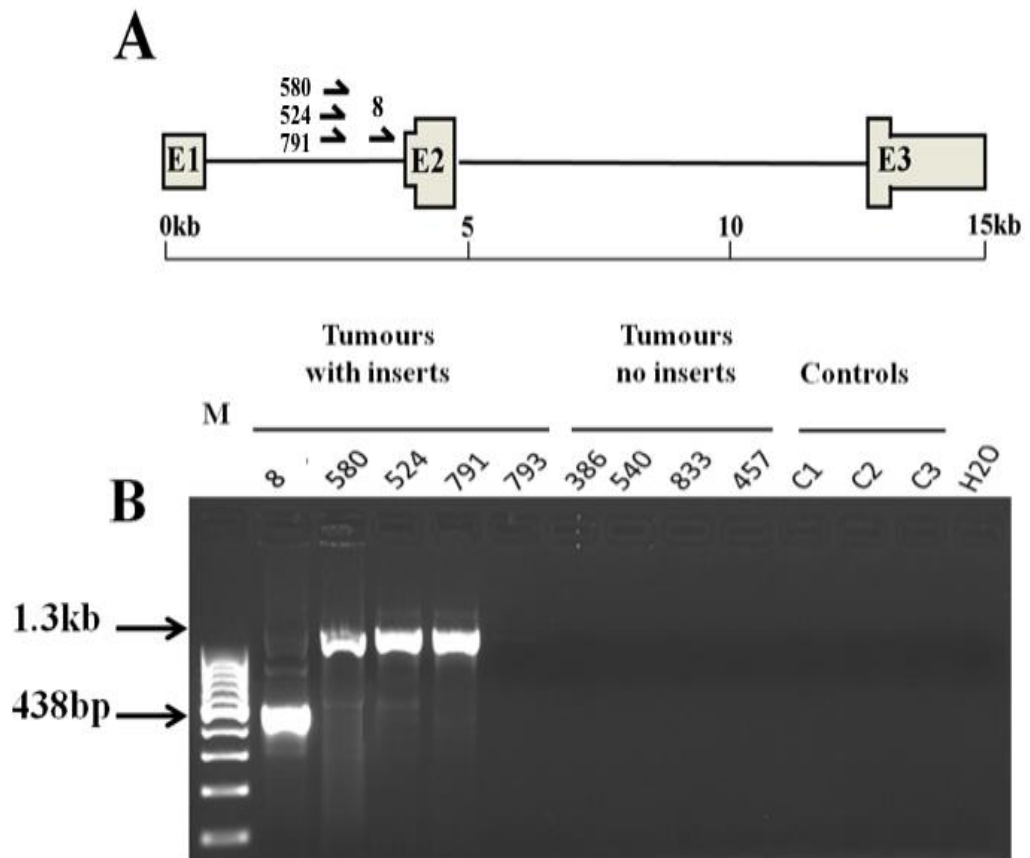 A
580
524
791
8
E1
E2
E3
0kb 5 10 15kb
Tumours
with inserts
Tumours
no inserts
Controls
M
8 580 524 791 793 386 540 833 457 C1 C2 C3 H2O
B
1.3kb
438bp